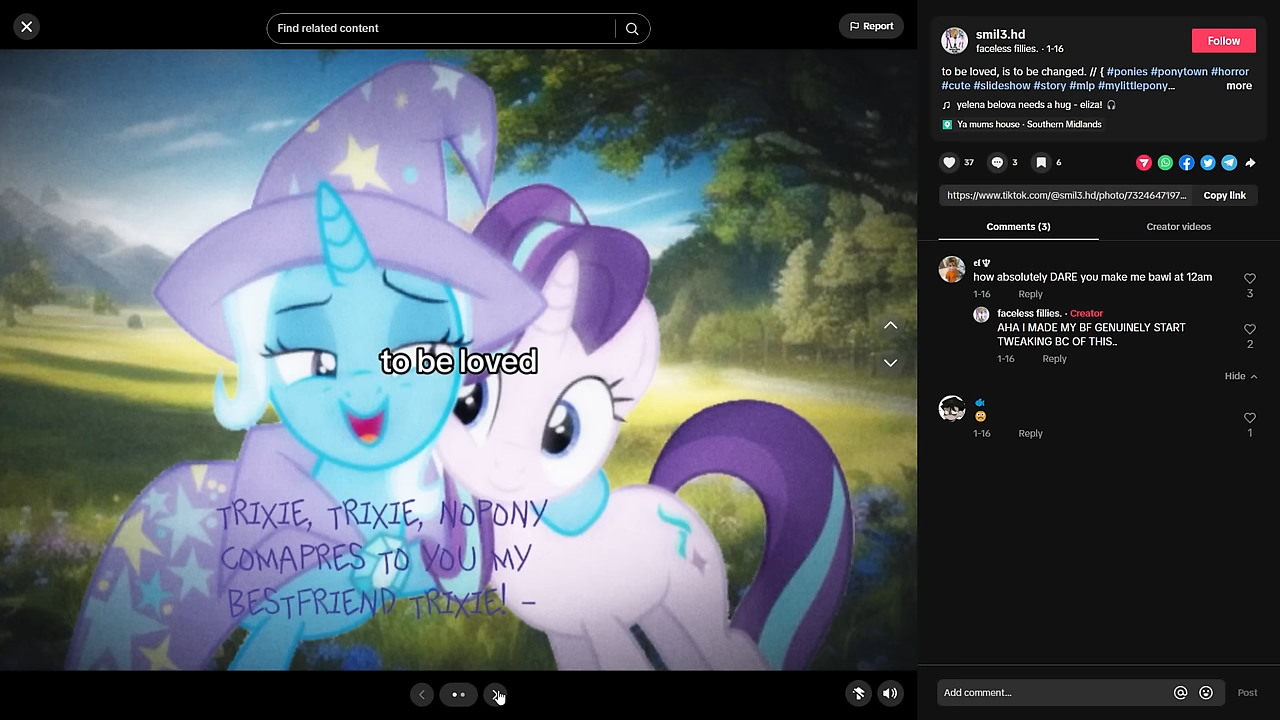 Find related content
Report
to be loved
TRIXIE, TRIXIE, NOPONY
COMAPRES TO YOU MY
BESTFRIEND TRIXIE! –
smil3.hd
faceless fillies. · 1-16
Follow
to be loved, is to be changed. // { #ponies #ponytown #horror
#cute #slideshow #story #mlp #mylittlepony...
more
yelena belova needs a hug - eliza! 🎧
Ya mums house · Southern Midlands
37
3
6
https://www.tiktok.com/@smil3.hd/photo/7324647197...
Copy link
Comments (3)
Creator videos
how absolutely DARE you make me bawl at 12am
1-16
Reply
3
faceless fillies. · Creator
AHA I MADE MY BF GENUINELY START
TWEAKING BC OF THIS..
1-16
Reply
2
Hide
1-16
Reply
1
Add comment...
Post